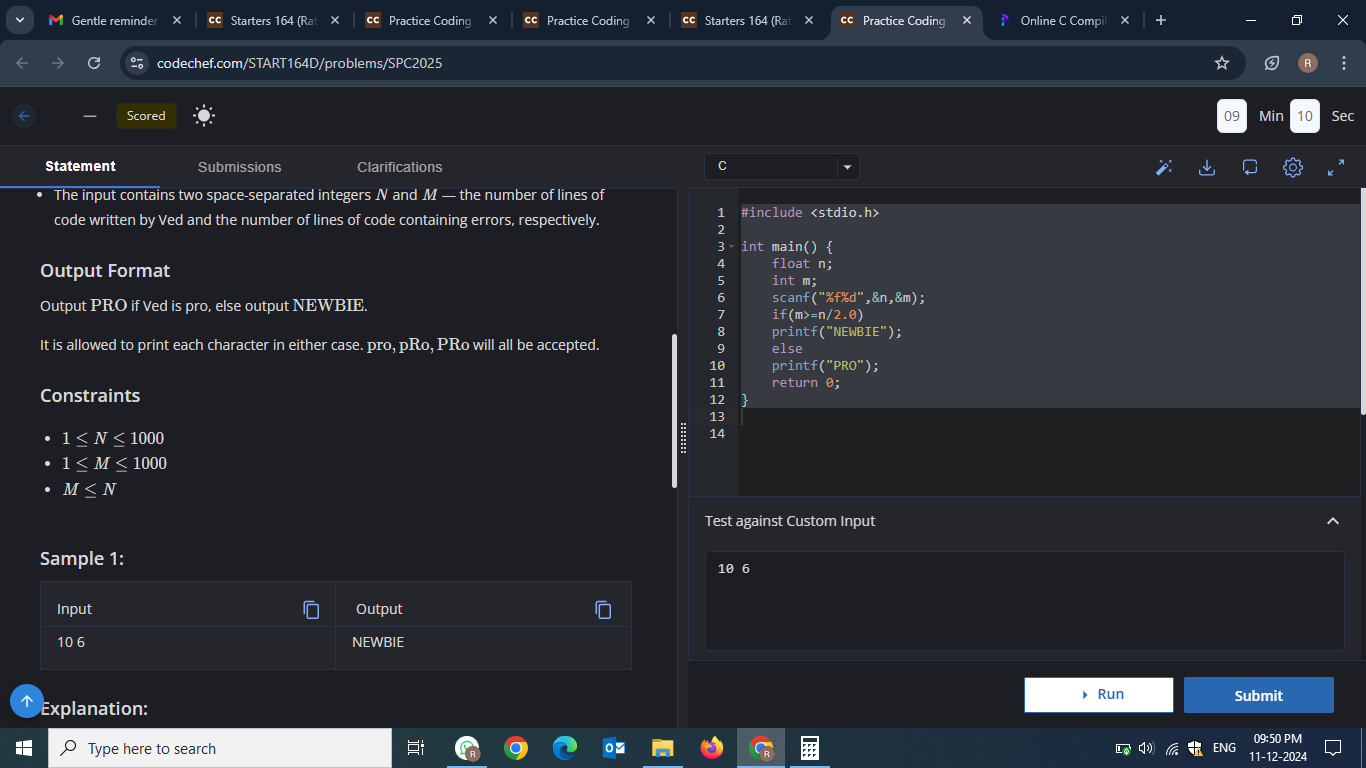 Gentle reminder
CC Starters 164 (Rat
CC Practice Coding
CC Practice Coding
CC Starters 164 (Rat
CC Practice Coding
Online C Compil
codechef.com/START164D/problems/SPC2025
R
Scored
09 Min 10 Sec
Statement
Submissions
Clarifications
• The input contains two space-separated integers N and M — the number of lines of
code written by Ved and the number of lines of code containing errors, respectively.
Output Format
Output PRO if Ved is pro, else output NEWBIE.
It is allowed to print each character in either case. pro, pRo, PRo will all be accepted.
Constraints
• 1 ≤ N ≤ 1000
• 1 ≤ M ≤ 1000
• M ≤ N
Sample 1:
Input
Output
10 6
NEWBIE
Explanation:
C
1 #include <stdio.h>
2
3 int main() {
4 float n;
5 int m;
6 scanf("%f%d",&n,&m);
7 if(m>=n/2.0)
8 printf("NEWBIE");
9 else
10 printf("PRO");
11 return 0;
12 }
13
14
Test against Custom Input
10 6
Run
Submit
Type here to search
R
R
ENG
09:50 PM
11-12-2024